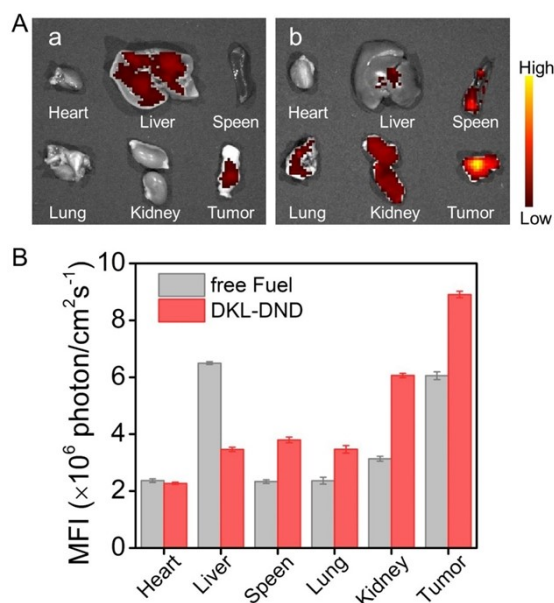 A
a
b
Heart
Liver
Speen
Heart
Liver
Speen
Lung
Kidney
Tumor
Lung
Kidney
Tumor
High
Low
B
10
8
6
4
2
0
MFI (×10⁶ photon/cm²s⁻¹)
free Fuel
DKL-DND
Heart
Liver
Speen
Lung
Kidney
Tumor